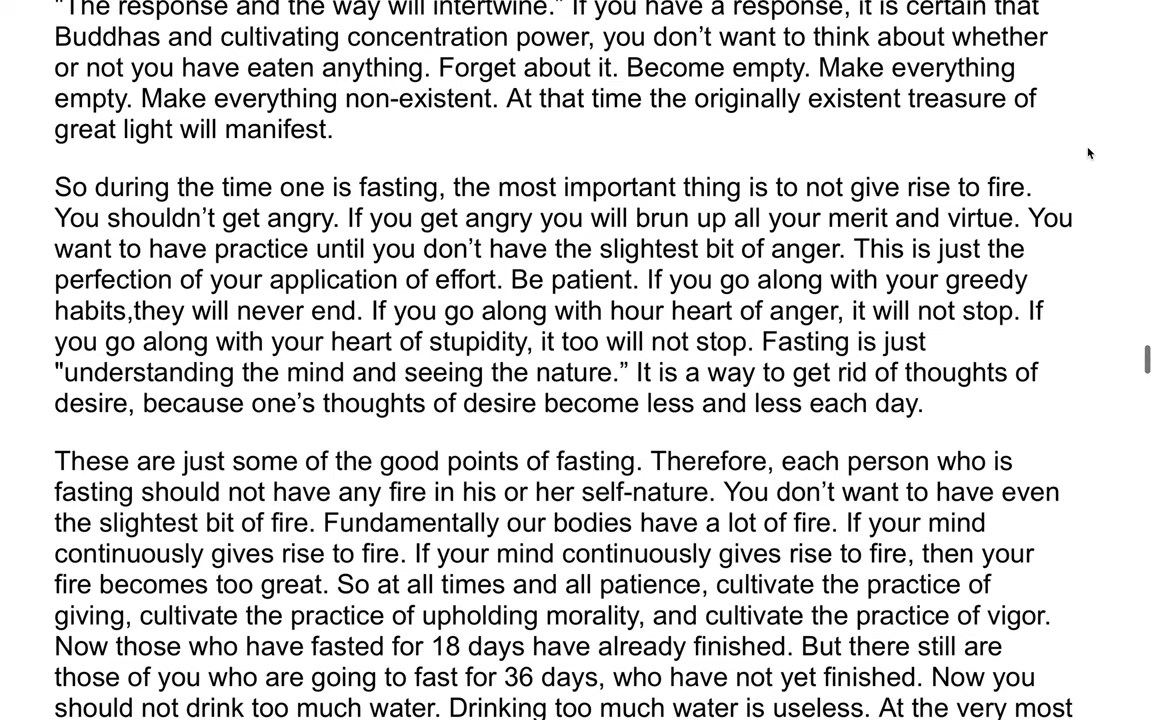 "The response and the way will intertwine.” If you have a response, it is certain that
Buddhas and cultivating concentration power, you don’t want to think about whether
or not you have eaten anything. Forget about it. Become empty. Make everything
empty. Make everything non-existent. At that time the originally existent treasure of
great light will manifest.
So during the time one is fasting, the most important thing is to not give rise to fire.
You shouldn’t get angry. If you get angry you will brun up all your merit and virtue. You
want to have practice until you don’t have the slightest bit of anger. This is just the
perfection of your application of effort. Be patient. If you go along with your greedy
habits,they will never end. If you go along with hour heart of anger, it will not stop. If
you go along with your heart of stupidity, it too will not stop. Fasting is just
"understanding the mind and seeing the nature.” It is a way to get rid of thoughts of
desire, because one’s thoughts of desire become less and less each day.
These are just some of the good points of fasting. Therefore, each person who is
fasting should not have any fire in his or her self-nature. You don’t want to have even
the slightest bit of fire. Fundamentally our bodies have a lot of fire. If your mind
continuously gives rise to fire. If your mind continuously gives rise to fire, then your
fire becomes too great. So at all times and all patience, cultivate the practice of
giving, cultivate the practice of upholding morality, and cultivate the practice of vigor.
Now those who have fasted for 18 days have already finished. But there still are
those of you who are going to fast for 36 days, who have not yet finished. Now you
should not drink too much water. Drinking too much water is useless. At the very most